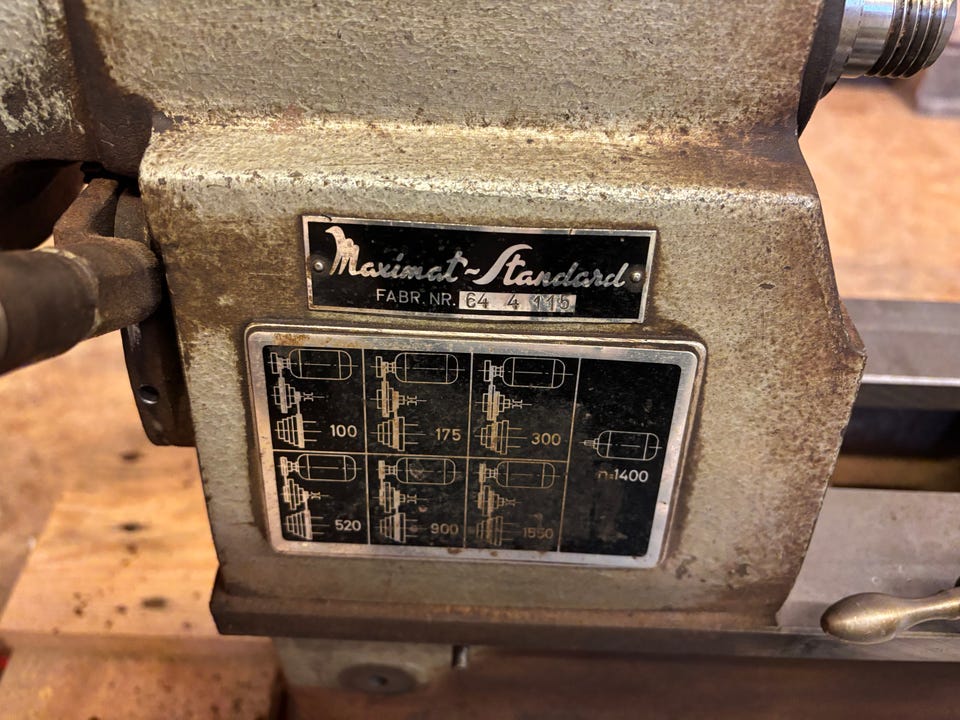 Maximat-Standard
FABR. NR. 64 4 115
100 175 300
n=1400
520 900 1550